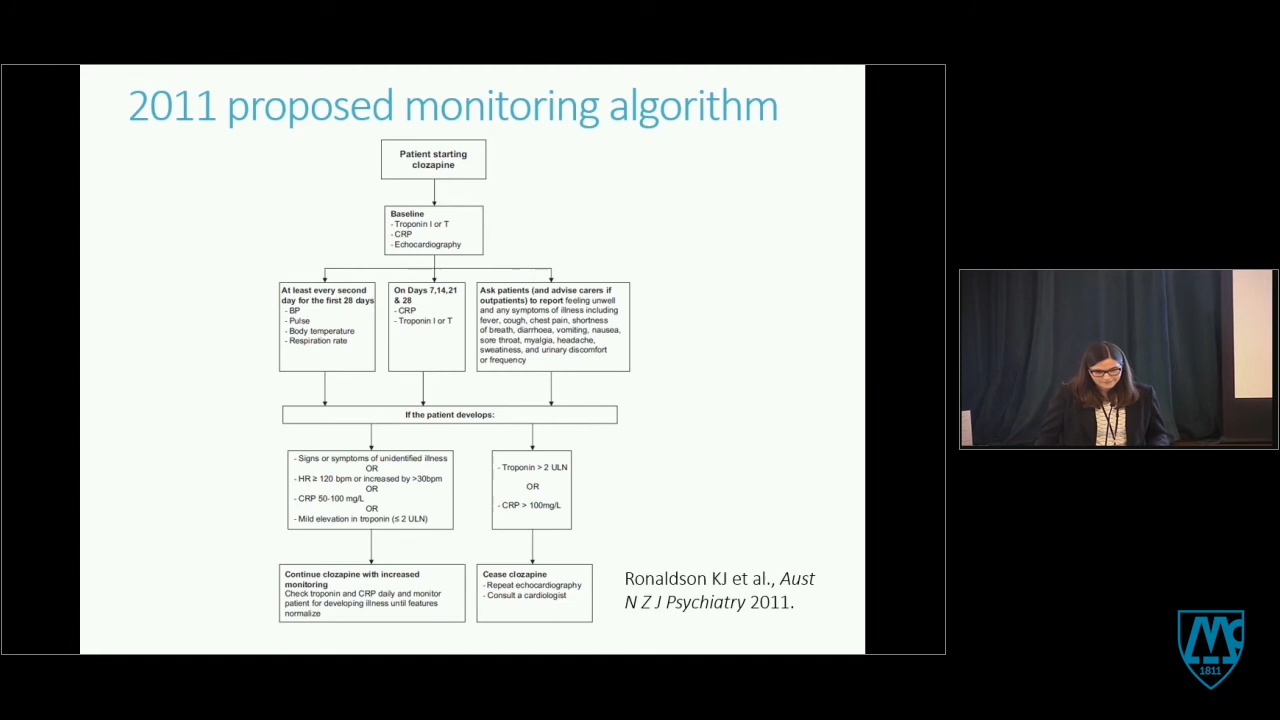 2011 proposed monitoring algorithm
Patient starting
clozapine
Baseline
- Troponin I or T
- CRP
- Echocardiography
At least every second
day for the first 28 days
- BP
- Pulse
- Body temperature
- Respiration rate
On Days 7,14,21
& 28
- CRP
- Troponin I or T
Ask patients (and advise carers if
outpatients) to report feeling unwell
and any symptoms of illness including
fever, cough, chest pain, shortness
of breath, diarrhoea, vomiting, nausea,
sore throat, myalgia, headache,
sweatiness, and urinary discomfort
or frequency
If the patient develops:
- Signs or symptoms of unidentified illness
OR
- HR ≥ 120 bpm or increased by >30bpm
OR
- CRP 50-100 mg/L
OR
- Mild elevation in troponin (≤ 2 ULN)
- Troponin > 2 ULN
OR
- CRP > 100mg/L
Continue clozapine with increased
monitoring
Check troponin and CRP daily and monitor
patient for developing illness until features
normalize
Cease clozapine
- Repeat echocardiography
- Consult a cardiologist
Ronaldson KJ et al., Aust
N Z J Psychiatry 2011.
Mc
1811